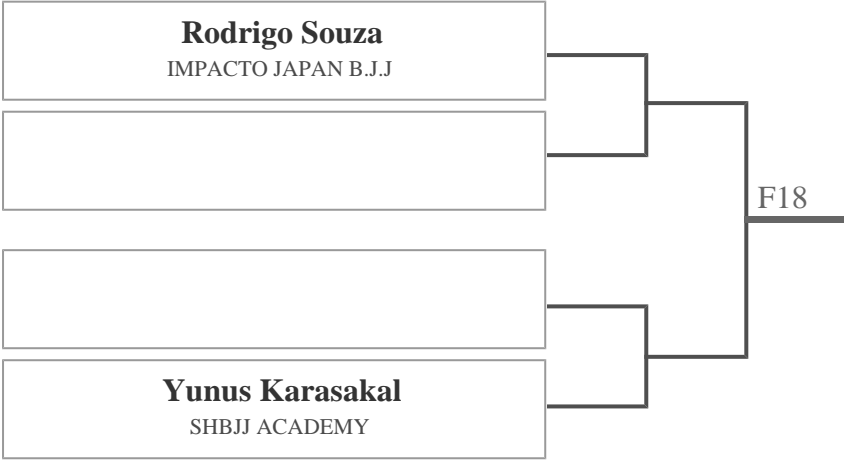 Rodrigo Souza
IMPACTO JAPAN B.J.J
F18
Yunus Karasakal
SHBJJ ACADEMY